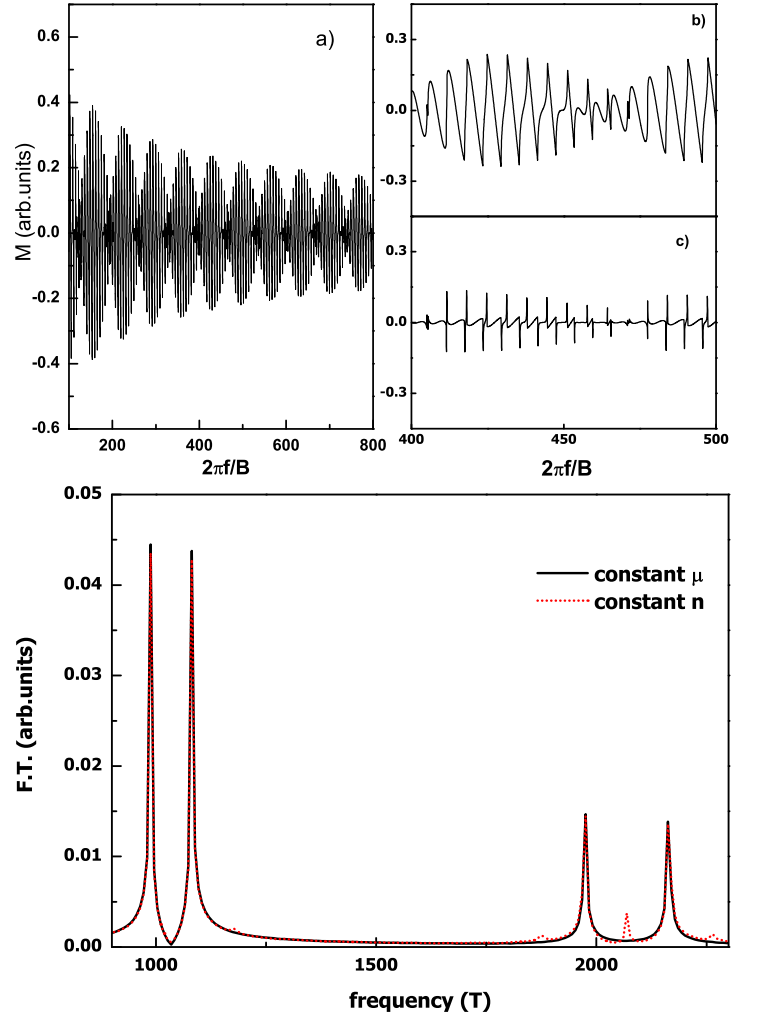 a)
0.6
0.4
0.2
0.0
-0.2
-0.4
-0.6
M (arb.units)
200 300 400 500 600 700 800
2πf/B
b)
0.3
0.0
-0.3
c)
0.3
0.0
-0.3
400 450 500
2πf/B
0.05
0.04
0.03
0.02
0.01
0.00
F.T. (arb.units)
constant μ
constant n
1000 1500 2000
frequency (T)